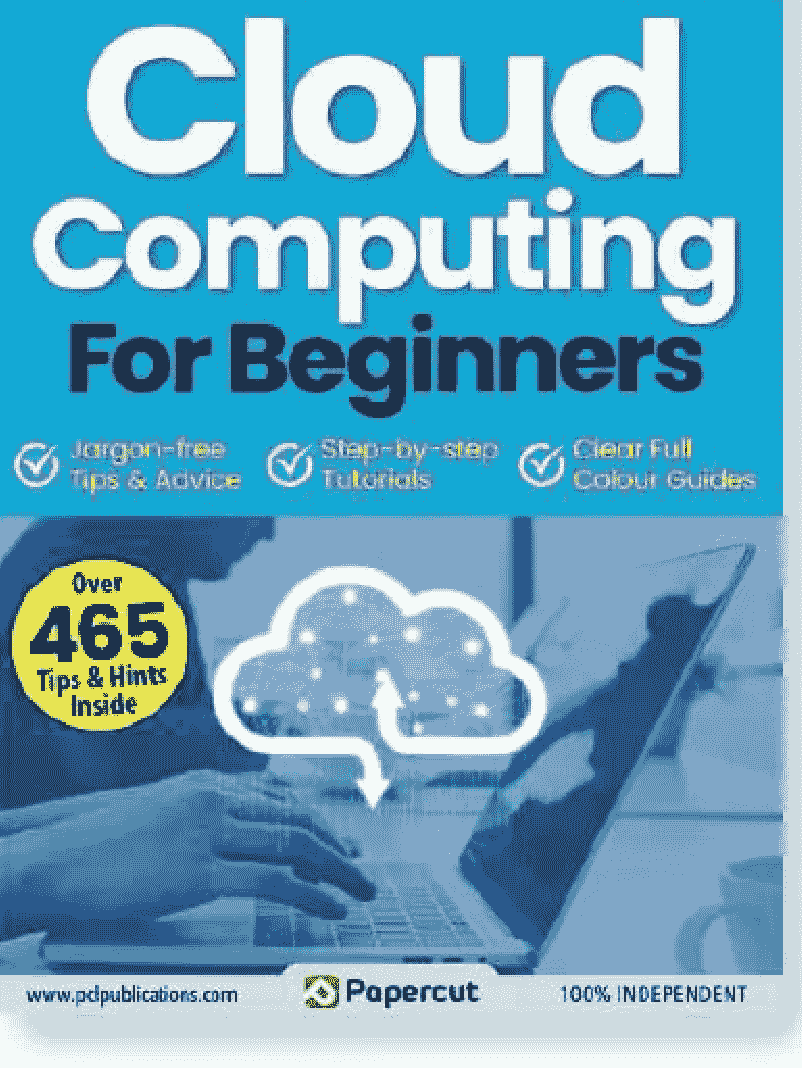 Cloud
Computing
For Beginners
Jargon-free
Tips & Advice
Step-by-step
Tutorials
Clear Full
Colour Guides
Over
465
Tips & Hints
Inside
www.pclpublications.com
Papercut
100% INDEPENDENT